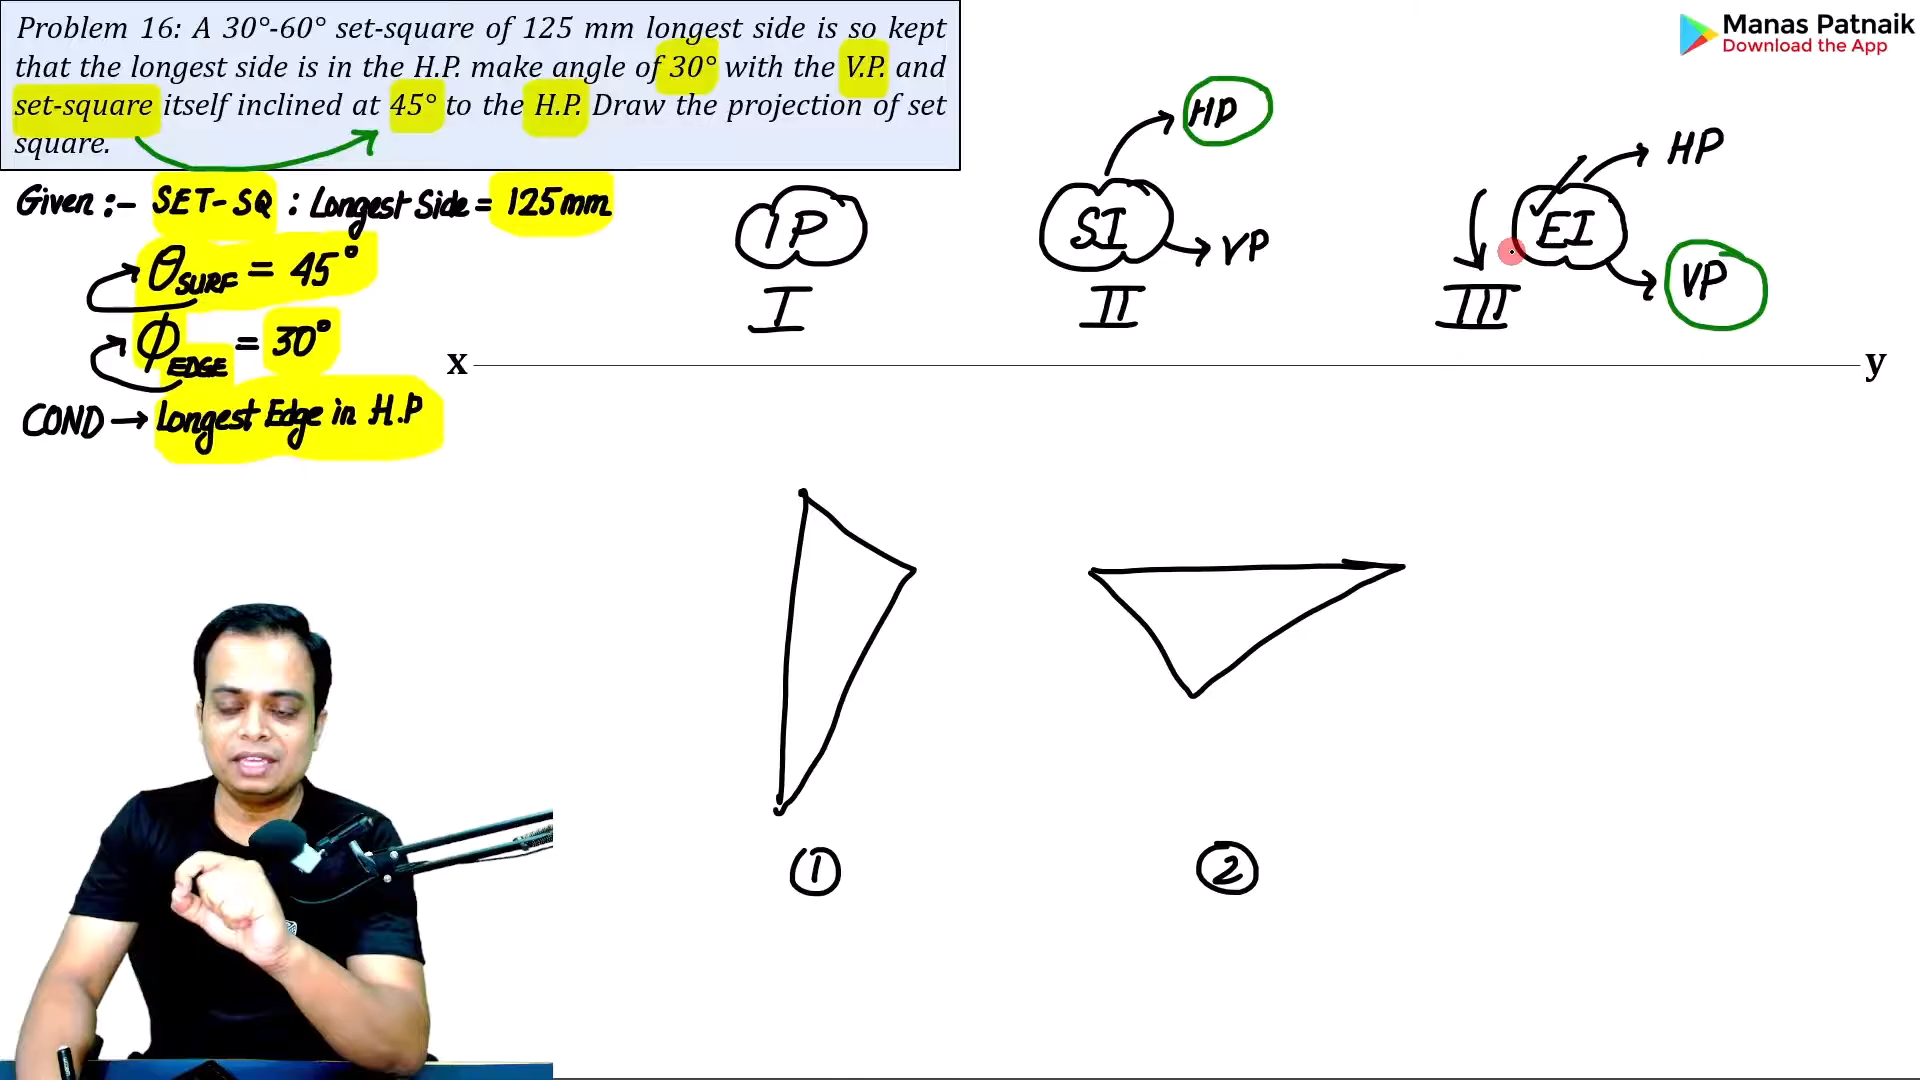 Problem 16: A 30°-60° set-square of 125 mm longest side is so kept
that the longest side is in the H.P. make angle of 30° with the V.P. and
set-square itself inclined at 45° to the H.P. Draw the projection of set
square.
Manas Patnaik
Download the App
Given :- SET-SQ : Longest Side = 125mm
θSURF = 45°
ϕEDGE = 30°
COND → Longest Edge in H.P
IP
I
HP
SI
VP
II
HP
EI
VP
III
x
y
1
2